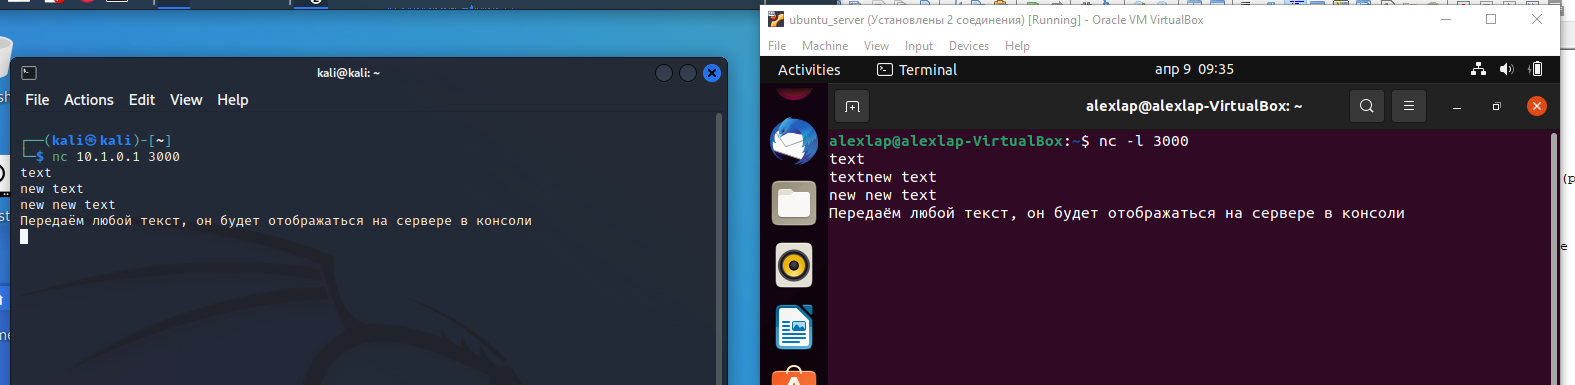 kali@kali: ~
File Actions Edit View Help
┌──(kali㉿kali)-[~]
└─$ nc 10.1.0.1 3000
text
new text
new new text
Передаём любой текст, он будет отображаться на сервере в консоли
ubuntu_server (Установлены 2 соединения) [Running] - Oracle VM VirtualBox
File Machine View Input Devices Help
Activities Terminal апр 9 09:35
alexlap@alexlap-VirtualBox: ~
alexlap@alexlap-VirtualBox:~$ nc -l 3000
text
textnew text
new new text
Передаём любой текст, он будет отображаться на сервере в консоли